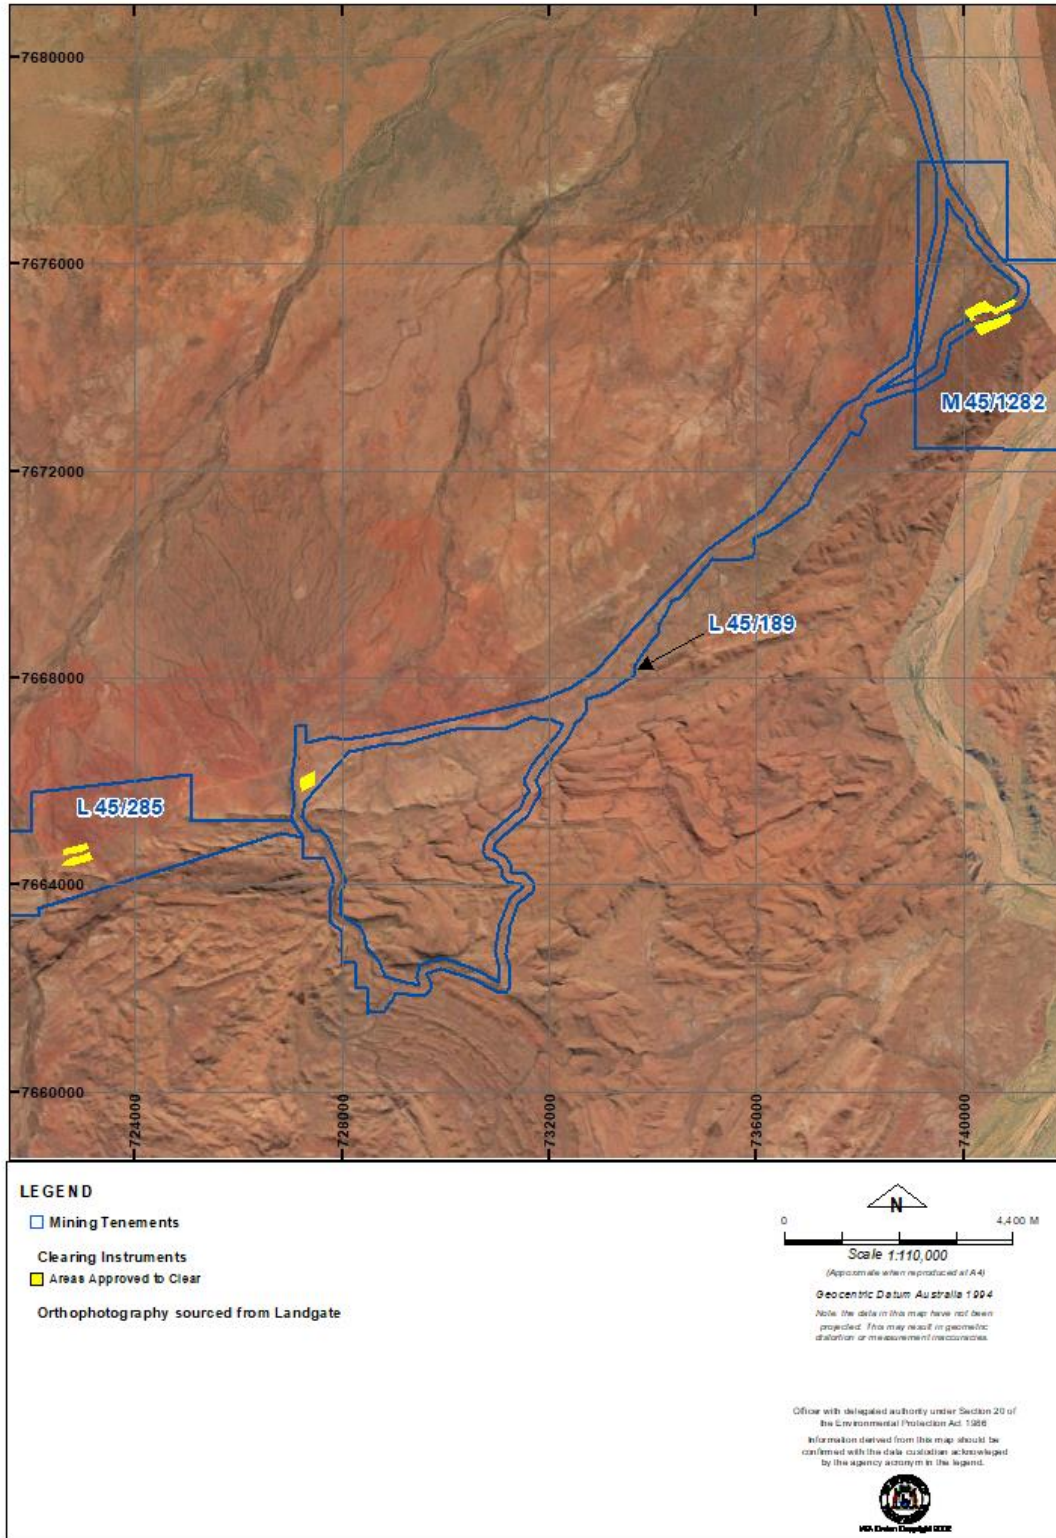 7680000
7676000
M 45/1282
7672000
L 45/189
7668000
L 45/285
7664000
7660000
724000
728000
732000
736000
740000
LEGEND
Mining Tenements
Clearing Instruments
Areas Approved to Clear
Orthophotography sourced from Landgate
N
0 4,400 M
Scale 1:110,000
(Approximate when reproduced at A4)
Geocentric Datum Australia 1994
Note: the data in this map have not been
projected. This may result in geometric
distortion or measurement inaccuracies.
Officer with delegated authority under Section 20 of
the Environmental Protection Act 1986
Information derived from this map should be
confirmed with the data custodian acknowleged
by the agency acronym in the legend.